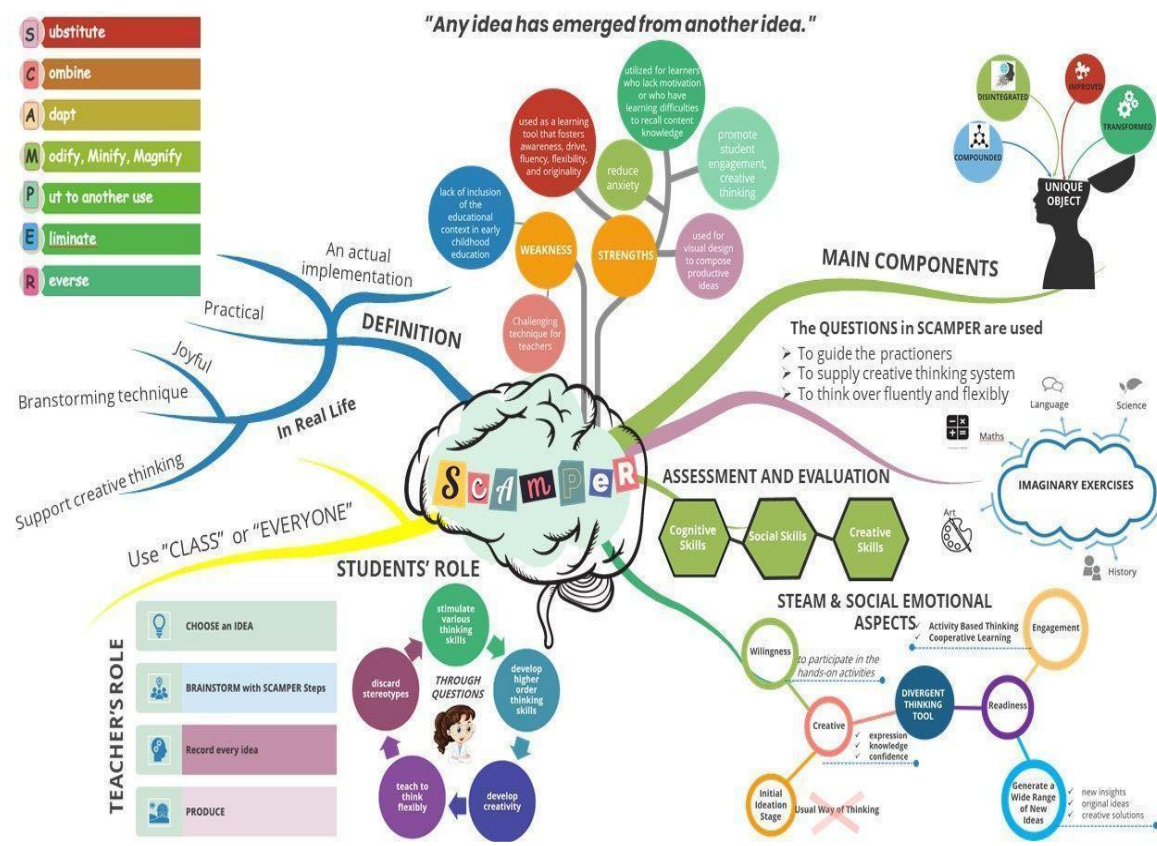 "Any idea has emerged from another idea."
S ubstitute
C ombine
A dapt
M odify, Minify, Magnify
P ut to another use
E liminate
R everse
An actual
implementation
Practical
DEFINITION
Joyful
Branstorming technique
In Real Life
Support creative thinking
Use "CLASS" or "EVERYONE"
lack of inclusion
of the
educational
context in early
childhood
education
WEAKNESS
Challenging
technique for
teachers
used as a learning
tool that fosters
awareness, drive,
fluency, flexibility,
and originality
STRENGTHS
reduce
anxiety
utilized for learners
who lack motivation
or who have
learning difficulties
to recall content
knowledge
promote
student
engagement,
creative
thinking
used for
visual design
to compose
productive
ideas
DISINTEGRATED
IMPROVED
TRANSFORMED
COMPOUNDED
UNIQUE
OBJECT
MAIN COMPONENTS
The QUESTIONS in SCAMPER are used
To guide the practioners
To supply creative thinking system
To think over fluently and flexibly
SCAMPeR
Language
Science
Maths
IMAGINARY EXERCISES
Art
History
ASSESSMENT AND EVALUATION
Cognitive
Skills
Social Skills
Creative
Skills
TEACHER'S ROLE
CHOOSE an IDEA
BRAINSTORM with SCAMPER Steps
Record every idea
PRODUCE
STUDENTS' ROLE
stimulate
various
thinking
skills
develop
higher
order
thinking
skills
develop
creativity
teach to
think
flexibly
discard
stereotypes
THROUGH
QUESTIONS
STEAM & SOCIAL EMOTIONAL
ASPECTS
Activity Based Thinking
Cooperative Learning
Engagement
Wilingness
to participate in the
hands-on activities
Creative
expression
knowledge
confidence
DIVERGENT
THINKING
TOOL
Readiness
Initial
Ideation
Stage
Usual Way of Thinking
Generate a
Wide Range
of New
Ideas
new insights
original ideas
creative solutions